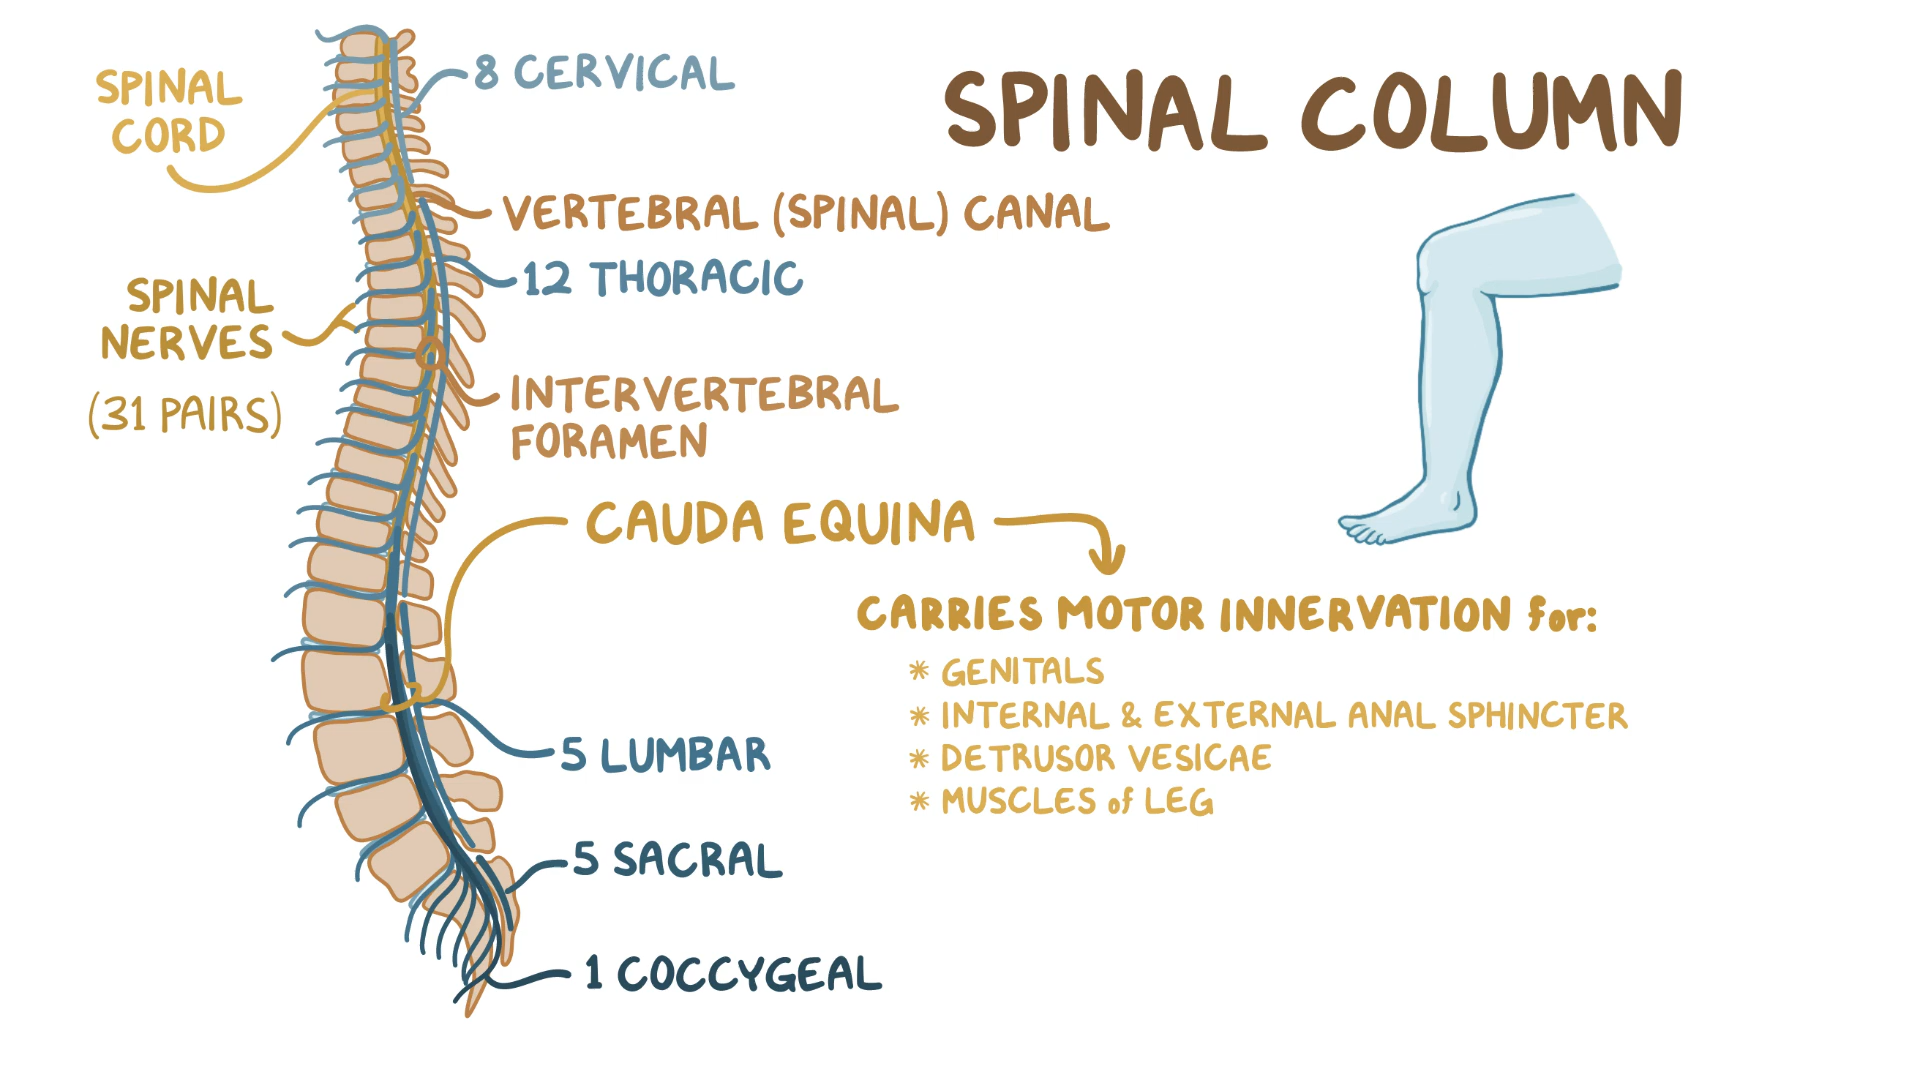 SPINAL COLUMN
SPINAL
CORD
8 CERVICAL
VERTEBRAL (SPINAL) CANAL
12 THORACIC
SPINAL
NERVES
(31 PAIRS)
INTERVERTEBRAL
FORAMEN
CAUDA EQUINA
CARRIES MOTOR INNERVATION for:
* GENITALS
* INTERNAL & EXTERNAL ANAL SPHINCTER
* DETRUSOR VESICAE
* MUSCLES of LEG
5 LUMBAR
5 SACRAL
1 COCCYGEAL